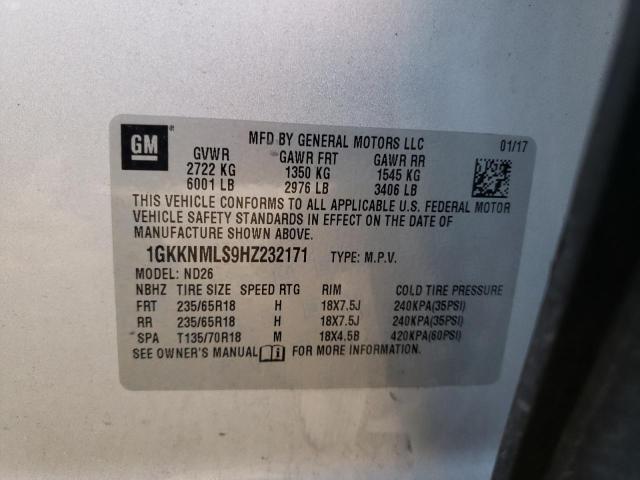 GM ®
MFD BY GENERAL MOTORS LLC 01/17
GVWR GAWR FRT GAWR RR
2722 KG 1350 KG 1545 KG
6001 LB 2976 LB 3406 LB
THIS VEHICLE CONFORMS TO ALL APPLICABLE U.S. FEDERAL MOTOR
VEHICLE SAFETY STANDARDS IN EFFECT ON THE DATE OF
MANUFACTURE SHOWN ABOVE.
1GKKNMLS9HZ232171 TYPE: M.P.V.
MODEL: ND26
NBHZ TIRE SIZE SPEED RTG RIM COLD TIRE PRESSURE
FRT 235/65R18 H 18X7.5J 240KPA(35PSI)
RR 235/65R18 H 18X7.5J 240KPA(35PSI)
SPA T135/70R18 M 18X4.5B 420KPA(60PSI)
SEE OWNER'S MANUAL FOR MORE INFORMATION.